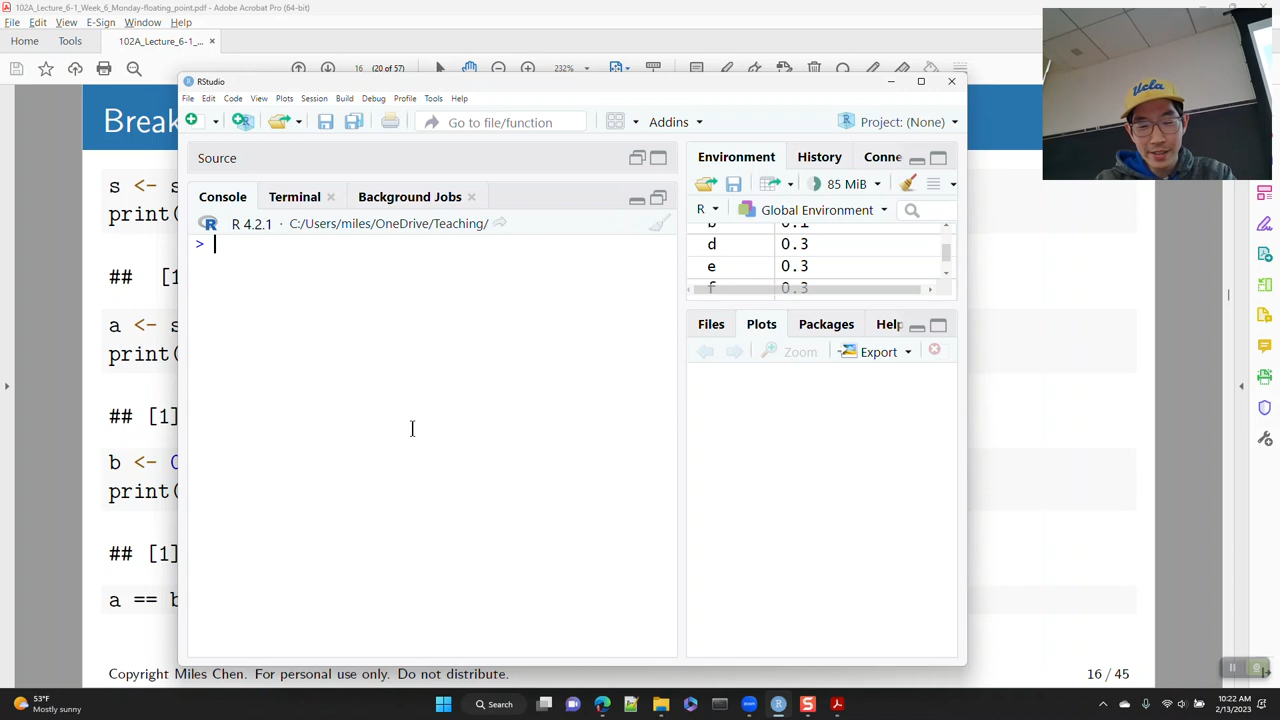 102A_Lecture_6-1_Week_6_Monday-floating_point.pdf - Adobe Acrobat Pro (64-bit)
File Edit View E-Sign Window Help
Home Tools 102A_Lecture_6-1_... ×
16 (20 of 57) 232%
Break
RStudio
File Edit Code View Plots Session Build Debug Profile Tools Help
Go to file/function Addins Project: (None)
Source
Console Terminal Background Jobs
R 4.2.1 · C:/Users/miles/OneDrive/Teaching/
>
Environment History Conne
85 MiB
R Global Environment
b 0.1
d 0.3
e 0.3
f 0.3
Files Plots Packages Help
Zoom Export
s <- s
print(
## [1
a <- s
print(
## [1]
b <- 0
print(
## [1]
a == b
Copyright Miles Chen. For personal use only. Do not distribute. 16 / 45
Ucla
53°F
Mostly sunny
Search
10:22 AM
2/13/2023